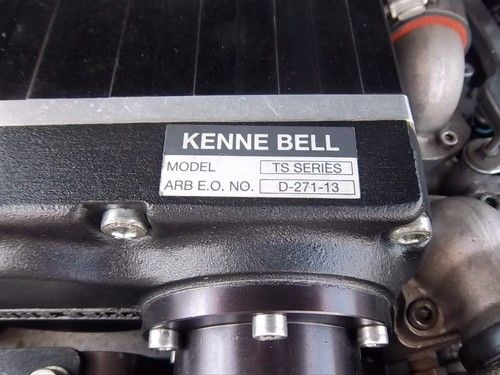 KENNE BELL
MODEL TS SERIES
ARB E.O. NO. D-271-13